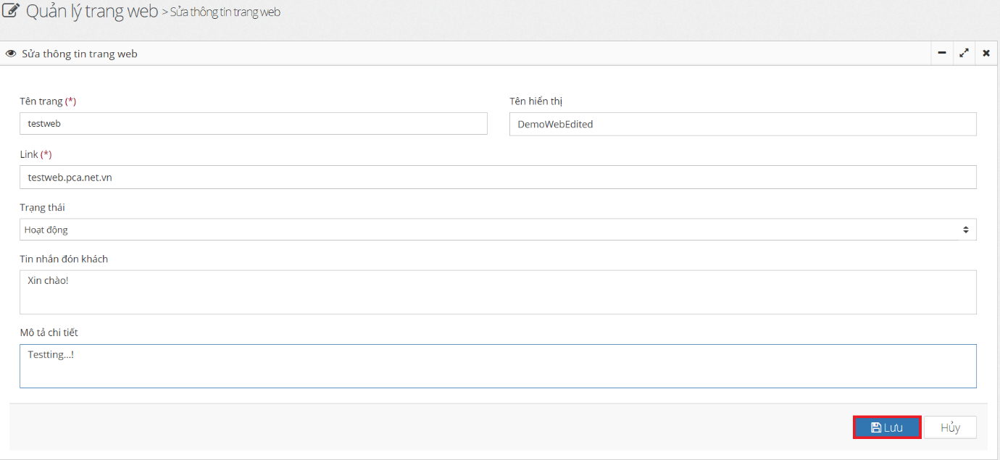 Quản lý trang web > Sửa thông tin trang web
Sửa thông tin trang web
Tên trang (*)
Tên hiển thị
testweb
DemoWebEdited
Link (*)
testweb.pca.net.vn
Trạng thái
Hoạt động
Tin nhắn đón khách
Xin chào!
Mô tả chi tiết
Testting...!
Lưu
Hủy